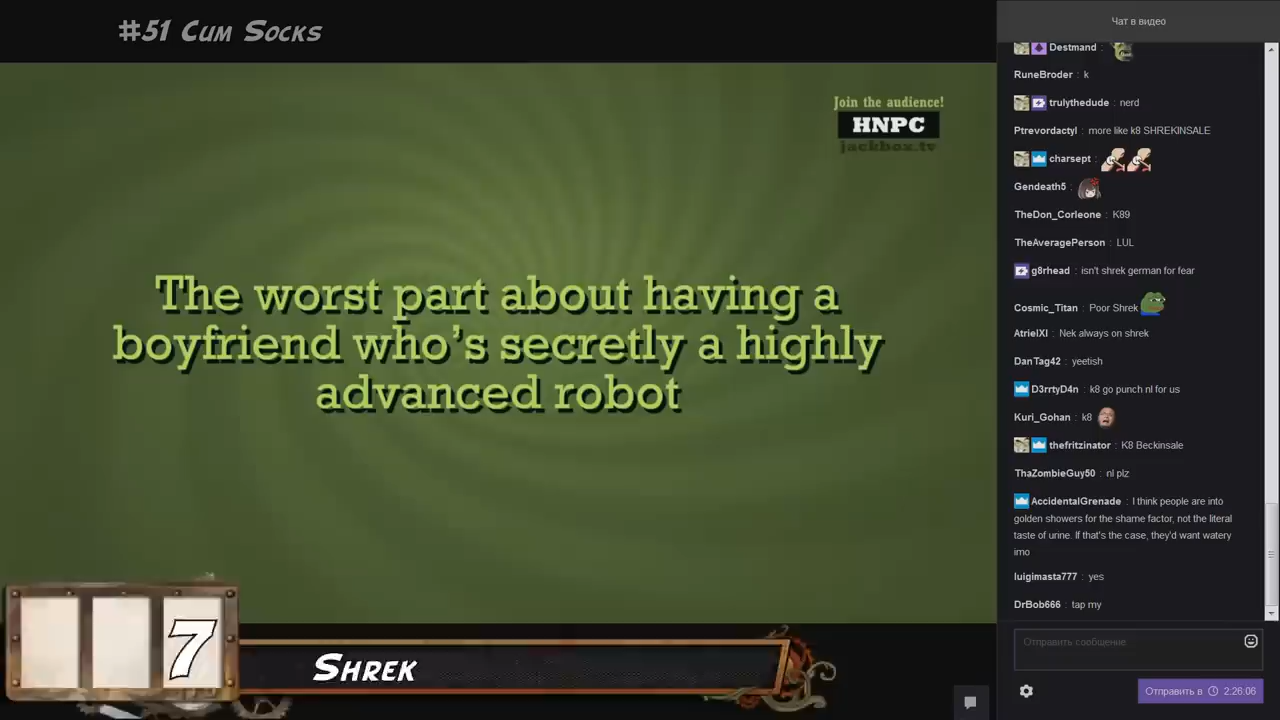 #51 Cum Socks
Join the audience!
HNPC
jackbox.tv
The worst part about having a
boyfriend who's secretly a highly
advanced robot
7
Shrek
Чат в видео
Destmand :
RuneBroder : k
trulythedude : nerd
Ptrevordactyl : more like k8 SHREKINSALE
charsept :
Gendeath5 :
TheDon_Corleone : K89
TheAveragePerson : LUL
g8rhead : isn't shrek german for fear
Cosmic_Titan : Poor Shrek
AtrielXI : Nek always on shrek
DanTag42 : yeetish
D3rrtyD4n : k8 go punch nl for us
Kuri_Gohan : k8
thefritzinator : K8 Beckinsale
ThaZombieGuy50 : nl plz
AccidentalGrenade : I think people are into
golden showers for the shame factor, not the literal
taste of urine. If that's the case, they'd want watery
imo
luigimasta777 : yes
DrBob666 : tap my
Отправить сообщение
Отправить в 2:26:06